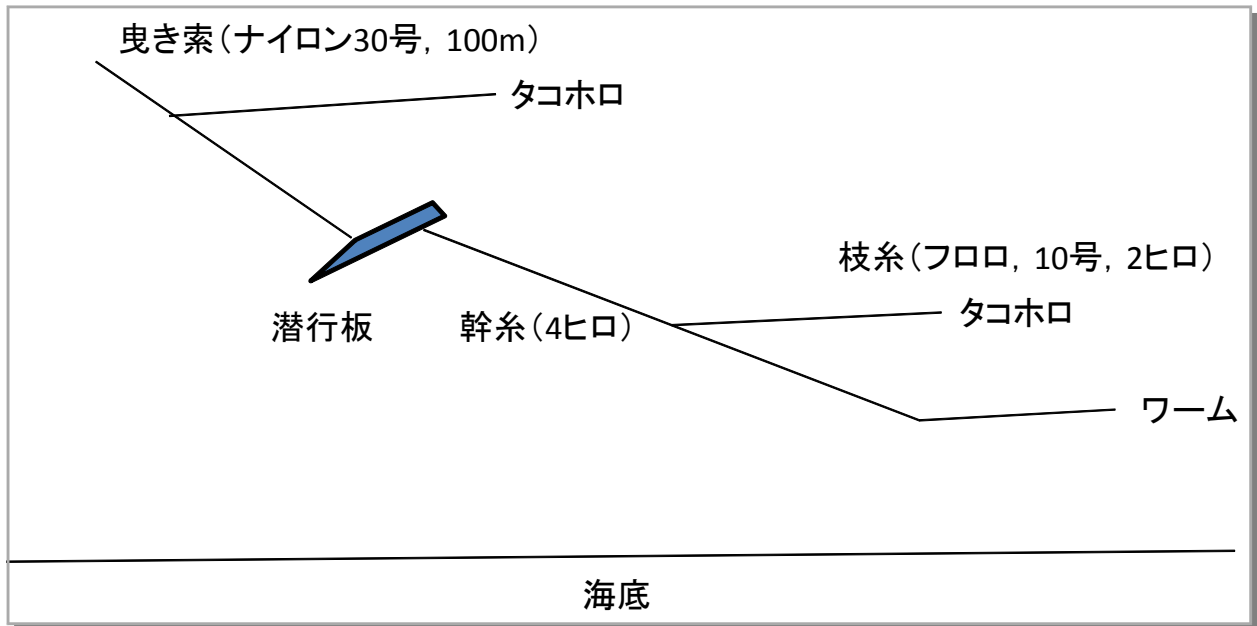 曳き索（ナイロン30号，100m）
タコホロ
枝糸（フロロ，10号，2ヒロ）
タコホロ
潜行板
幹糸（4ヒロ）
ワーム
海底